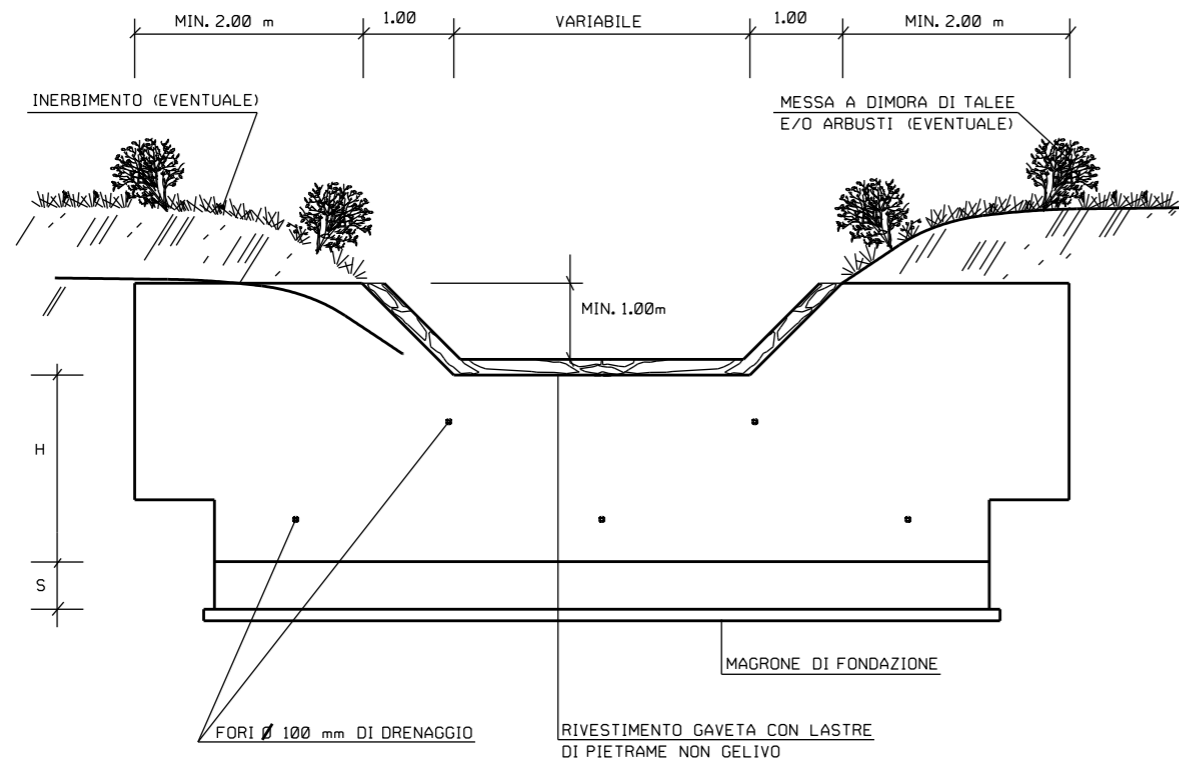 MIN. 2.00 m
1.00
VARIABILE
1.00
MIN. 2.00 m
INERBIMENTO (EVENTUALE)
MESSA A DIMORA DI TALEE
E/O ARBUSTI (EVENTUALE)
MIN. 1.00m
H
S
MAGRONE DI FONDAZIONE
FORI Ø 100 mm DI DRENAGGIO
RIVESTIMENTO GAVETA CON LASTRE
DI PIETRAME NON GELIVO